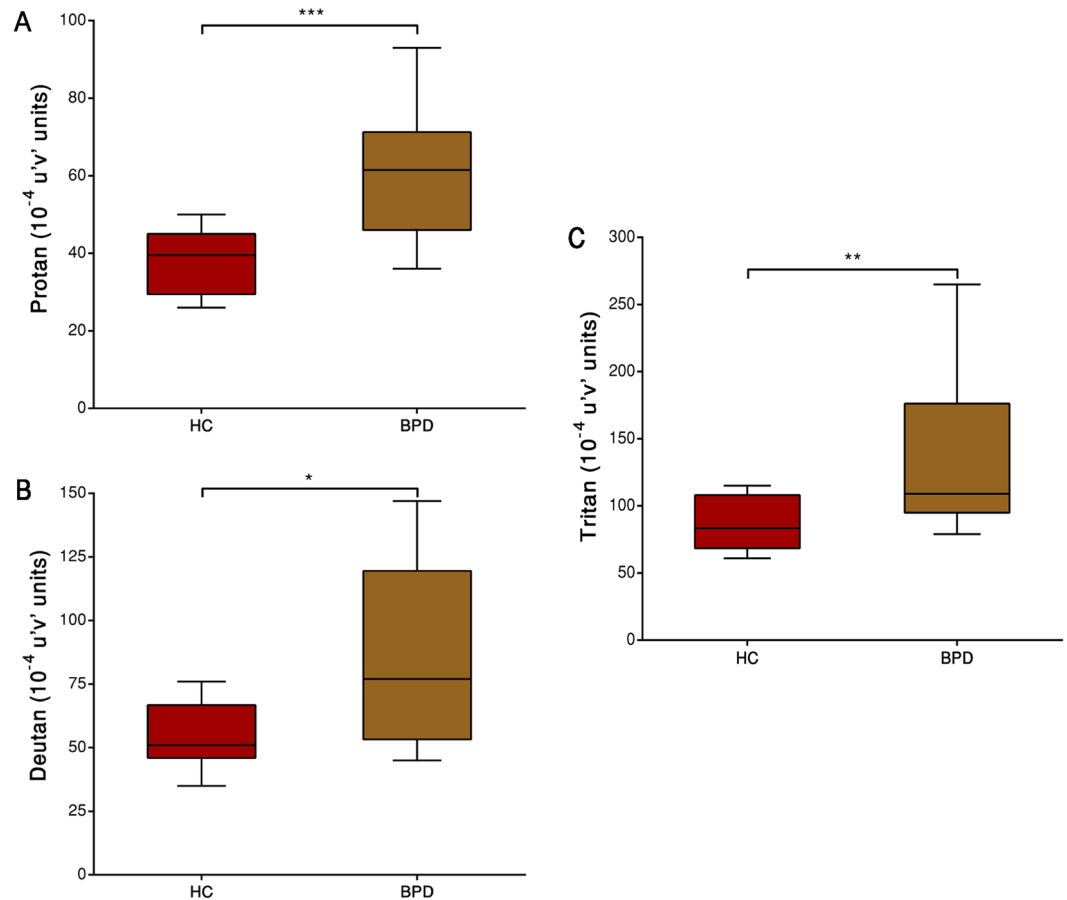 A
***
100
80
60
40
20
0
Protan (10-4 u'v' units)
HC BPD
B
*
150
125
100
75
50
25
0
Deutan (10-4 u'v' units)
HC BPD
C
**
300
250
200
150
100
50
0
Tritan (10-4 u'v' units)
HC BPD